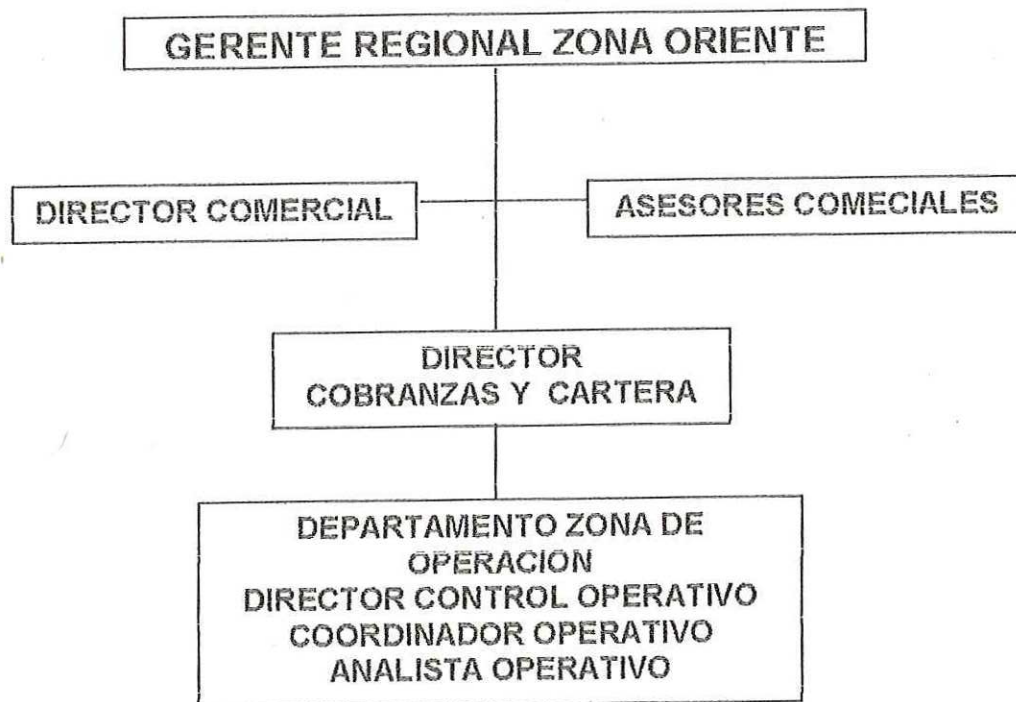 GERENTE REGIONAL ZONA ORIENTE
DIRECTOR COMERCIAL
ASESORES COMECIALES
DIRECTOR
COBRANZAS Y CARTERA
DEPARTAMENTO ZONA DE
OPERACION
DIRECTOR CONTROL OPERATIVO
COORDINADOR OPERATIVO
ANALISTA OPERATIVO